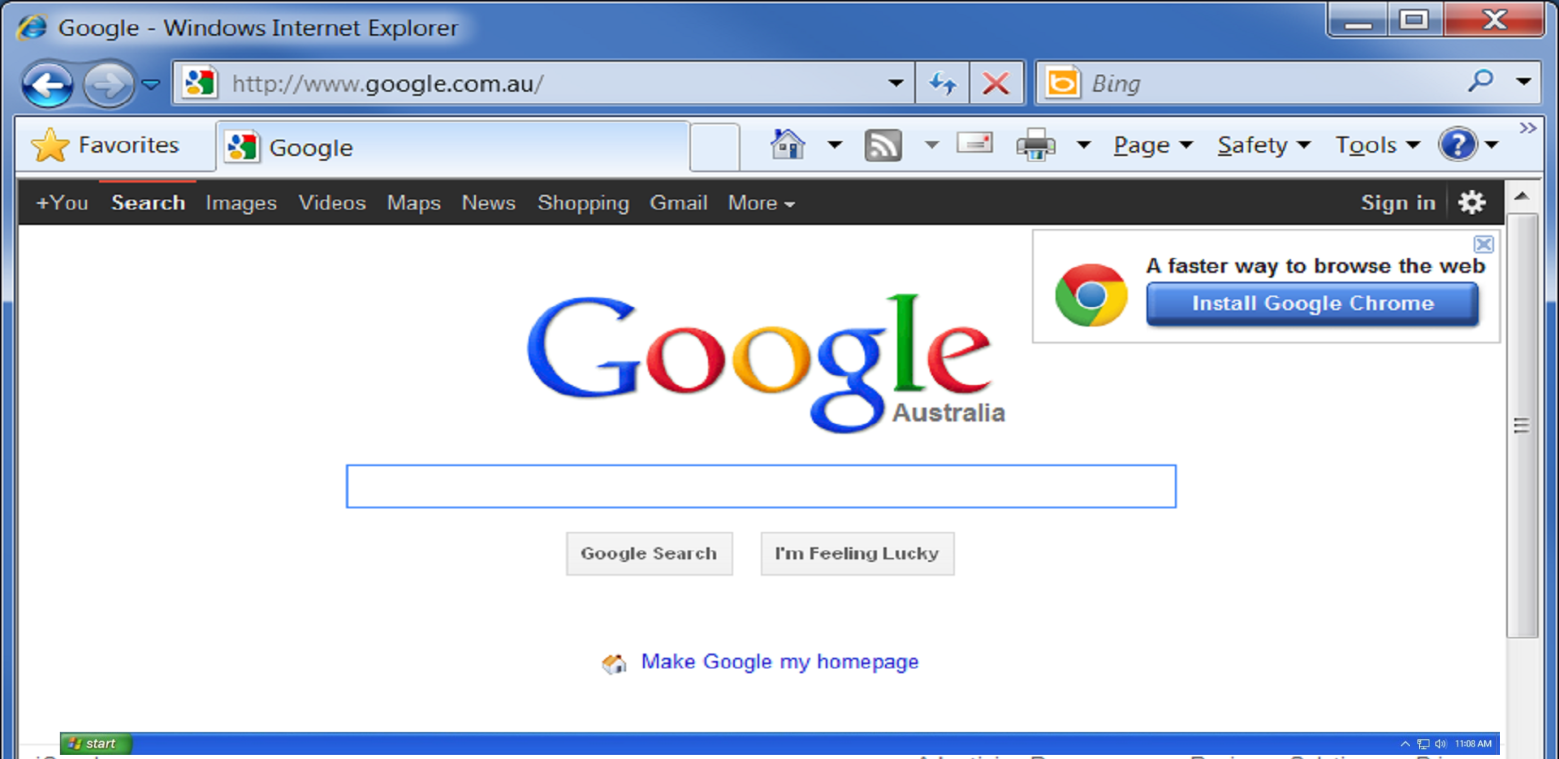 Google - Windows Internet Explorer
http://www.google.com.au/
Bing
Favorites
Google
Page
Safety
Tools
+You Search Images Videos Maps News Shopping Gmail More
Sign in
A faster way to browse the web
Install Google Chrome
Google
Australia
Google Search
I'm Feeling Lucky
Make Google my homepage
start
11:08 AM